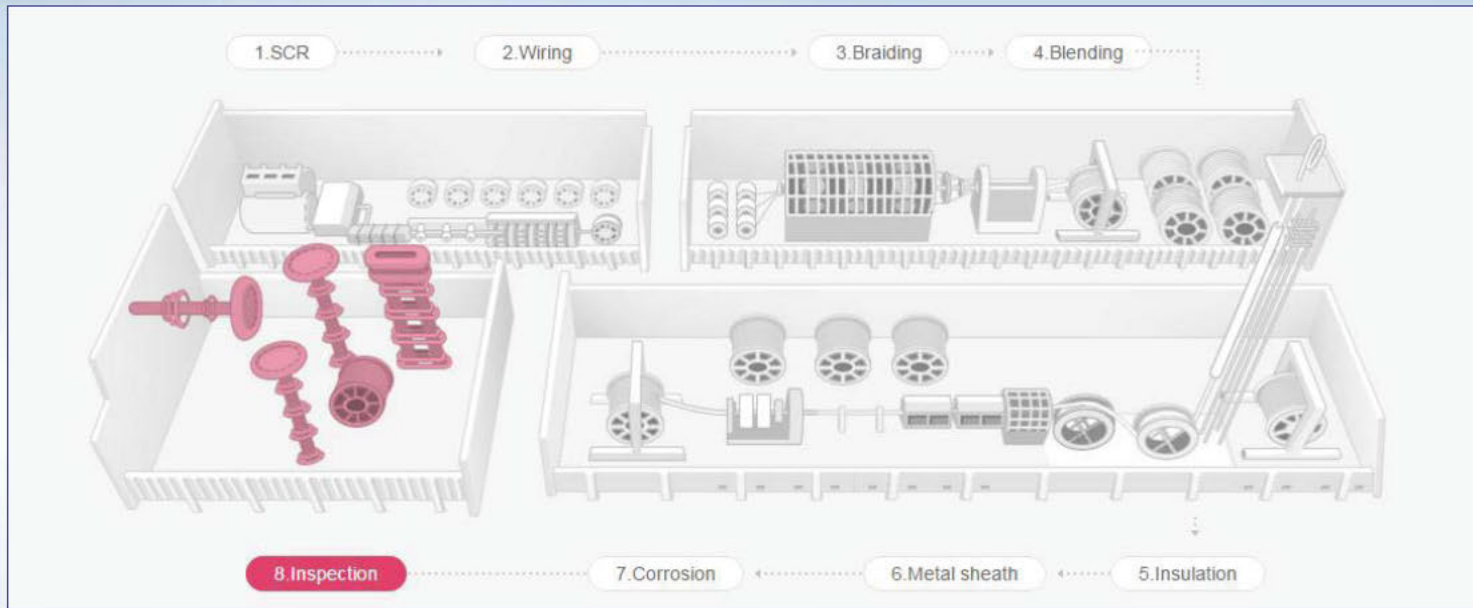 1.SCR
2.Wiring
3.Braiding
4.Blending
8.Inspection
7.Corrosion
6.Metal sheath
5.Insulation